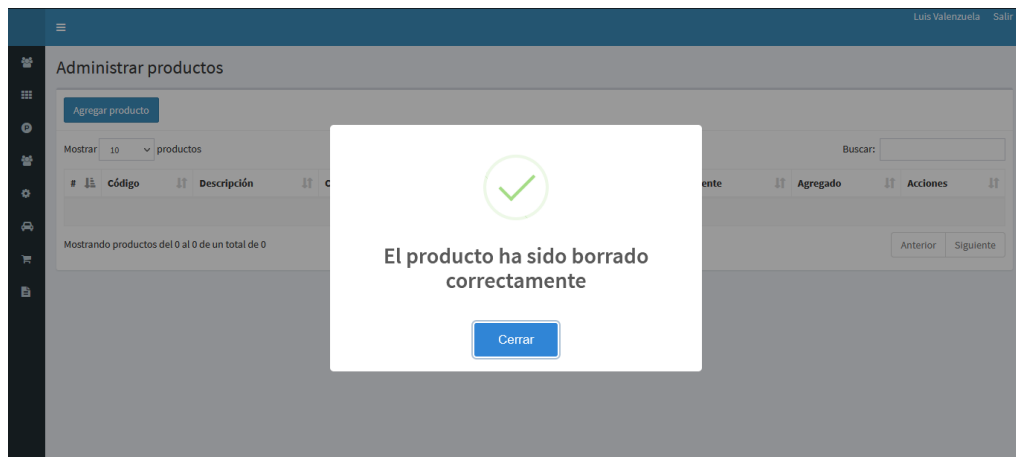 Luis Valenzuela Salir
Administrar productos
Agregar producto
Mostrar 10 productos Buscar:
# Código Descripción Agregado Acciones
Mostrando productos del 0 al 0 de un total de 0
Anterior Siguiente
El producto ha sido borrado
correctamente
Cerrar